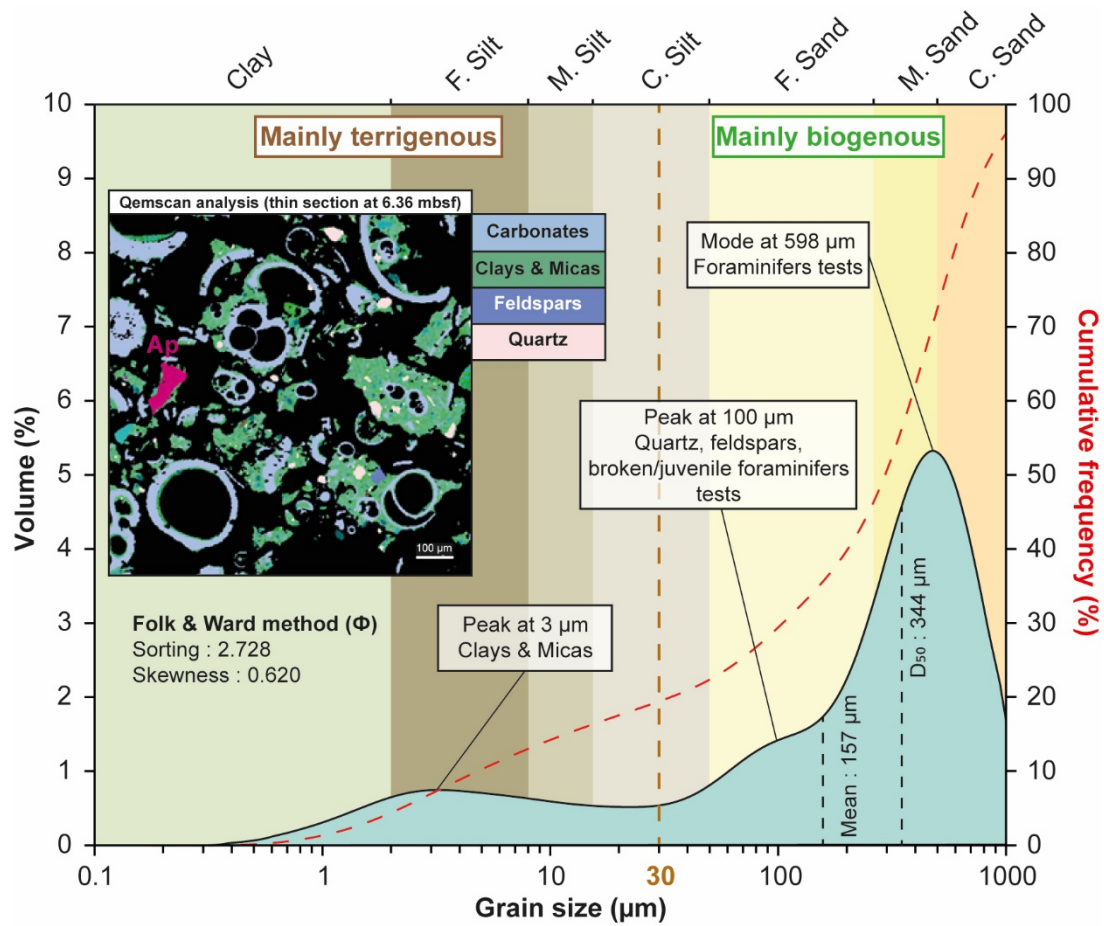 Clay
F. Silt
M. Silt
C. Silt
F. Sand
M. Sand
C. Sand
Mainly terrigenous
Mainly biogenous
Qemscan analysis (thin section at 6.36 mbsf)
Carbonates
Clays & Micas
Feldspars
Quartz
Ap
100 µm
Mode at 598 µm
Foraminifers tests
Peak at 100 µm
Quartz, feldspars,
broken/juvenile foraminifers
tests
Peak at 3 µm
Clays & Micas
Folk & Ward method (Φ)
Sorting : 2.728
Skewness : 0.620
Mean : 157 µm
D₅₀ : 344 µm
Volume (%)
10
9
8
7
6
5
4
3
2
1
0
Cumulative frequency (%)
100
90
80
70
60
50
40
30
20
10
0
0.1
1
10
30
100
1000
Grain size (µm)